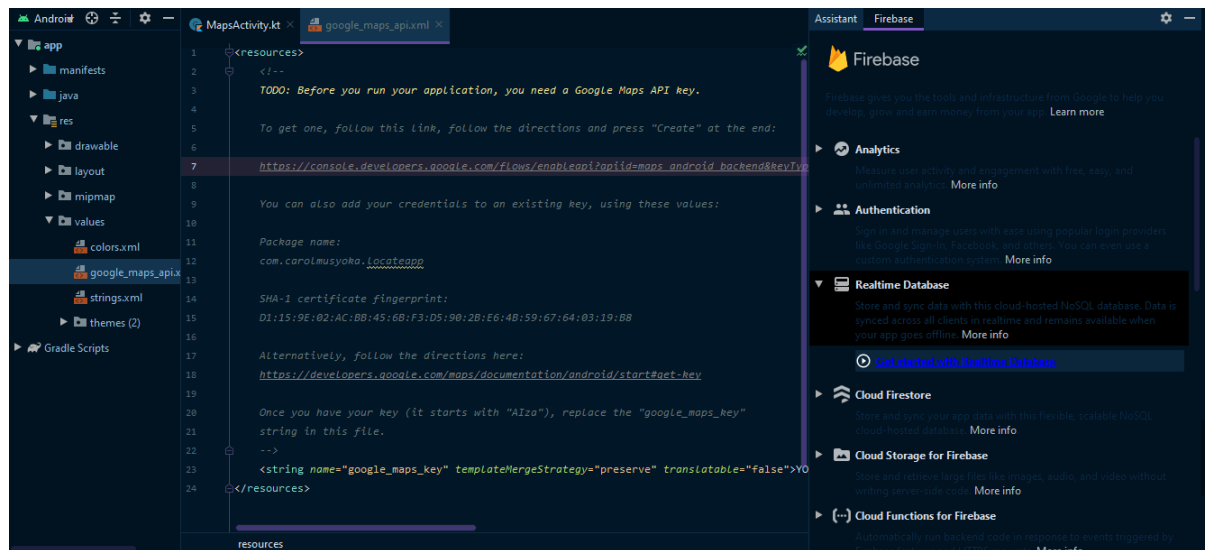 Android
MapsActivity.kt
google_maps_api.xml
Assistant
Firebase
app
manifests
java
res
drawable
layout
mipmap
values
colors.xml
google_maps_api.x
strings.xml
themes (2)
Gradle Scripts
1 <resources>
2 <!--
3 TODO: Before you run your application, you need a Google Maps API key.
4
5 To get one, follow this link, follow the directions and press "Create" at the end:
6
7 https://console.developers.google.com/flows/enableapi?apiid=maps_android_backend&keyTyp
8
9 You can also add your credentials to an existing key, using these values:
10
11 Package name:
12 com.carolmusyoka.locateapp
13
14 SHA-1 certificate fingerprint:
15 D1:15:9E:02:AC:BB:45:6B:F3:D5:90:2B:E6:4B:59:67:64:03:19:B8
16
17 Alternatively, follow the directions here:
18 https://developers.google.com/maps/documentation/android/start#get-key
19
20 Once you have your key (it starts with "AIza"), replace the "google_maps_key"
21 string in this file.
22 -->
23 <string name="google_maps_key" templateMergeStrategy="preserve" translatable="false">YO
24 </resources>
resources
Firebase
Firebase gives you the tools and infrastructure from Google to help you
develop, grow and earn money from your app. Learn more
Analytics
Measure user activity and engagement with free, easy, and
unlimited analytics. More info
Authentication
Sign in and manage users with ease using popular login providers
like Google Sign-In, Facebook, and others. You can even use a
custom authentication system. More info
Realtime Database
Store and sync data with this cloud-hosted NoSQL database. Data is
synced across all clients in realtime and remains available when
your app goes offline. More info
Get started with Realtime Database
Cloud Firestore
Store and sync your app data with this flexible, scalable NoSQL
cloud-hosted database. More info
Cloud Storage for Firebase
Store and retrieve large files like images, audio, and video without
writing server-side code. More info
Cloud Functions for Firebase
Automatically run backend code in response to events triggered by
More info